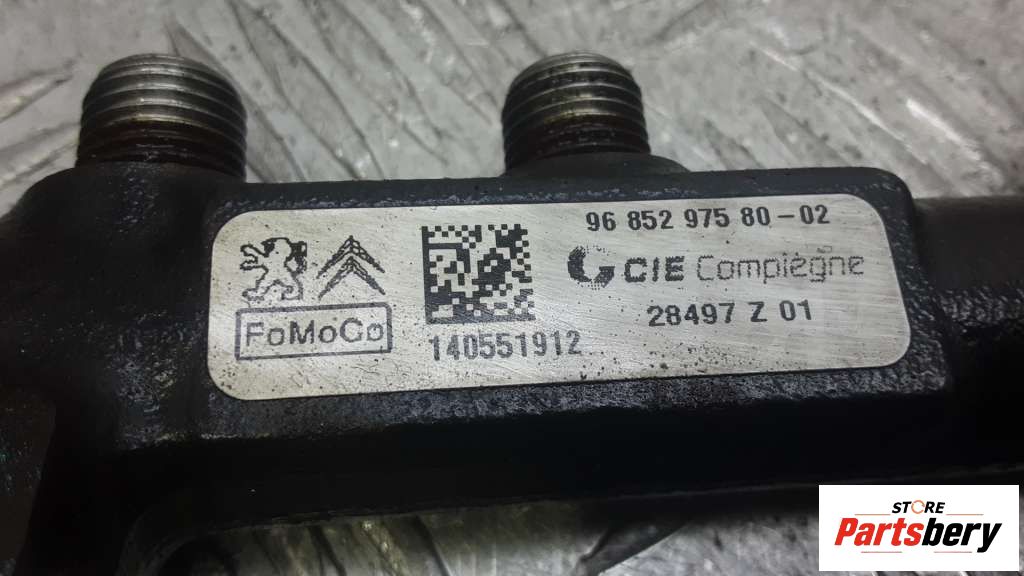 96 852 975 80-02
CIE Compiègne
28497 Z 01
FoMoCo
140551912
STORE
Partsbery